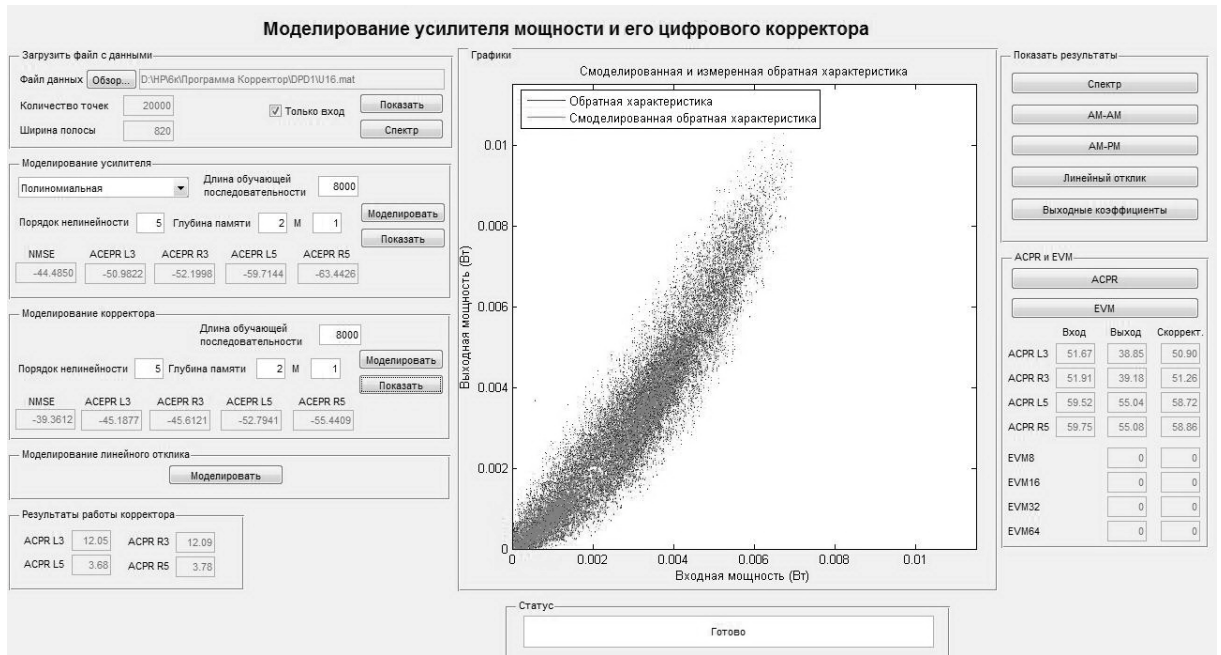 Моделирование усилителя мощности и его цифрового корректора
Загрузить файл с данными
Файл данных Обзор... D:\НР\6к\Программа Корректор\DPD1\U16.mat
Количество точек 20000 Только вход Показать
Ширина полосы 820 Спектр
Моделирование усилителя
Полиномиальная Длина обучающей последовательности 8000
Порядок нелинейности 5 Глубина памяти 2 M 1 Моделировать
Показать
NMSE ACEPR L3 ACEPR R3 ACEPR L5 ACEPR R5
-44.4850 -50.9822 -52.1998 -59.7144 -63.4426
Моделирование корректора
Длина обучающей последовательности 8000
Порядок нелинейности 5 Глубина памяти 2 M 1 Моделировать
Показать
NMSE ACEPR L3 ACEPR R3 ACEPR L5 ACEPR R5
-39.3612 -45.1877 -45.6121 -52.7941 -55.4409
Моделирование линейного отклика
Моделировать
Результаты работы корректора
ACPR L3 12.05 ACPR R3 12.09
ACPR L5 3.68 ACPR R5 3.78
Графики
Смоделированная и измеренная обратная характеристика
Обратная характеристика
Смоделированная обратная характеристика
Выходная мощность (Вт)
0.01
0.008
0.006
0.004
0.002
0
0 0.002 0.004 0.006 0.008 0.01
Входная мощность (Вт)
Статус
Готово
Показать результаты
Спектр
AM-AM
AM-PM
Линейный отклик
Выходные коэффициенты
ACPR и EVM
ACPR
EVM
Вход Выход Скоррект.
ACPR L3 51.67 38.85 50.90
ACPR R3 51.91 39.18 51.26
ACPR L5 59.52 55.04 58.72
ACPR R5 59.75 55.08 58.86
EVM8 0 0
EVM16 0 0
EVM32 0 0
EVM64 0 0